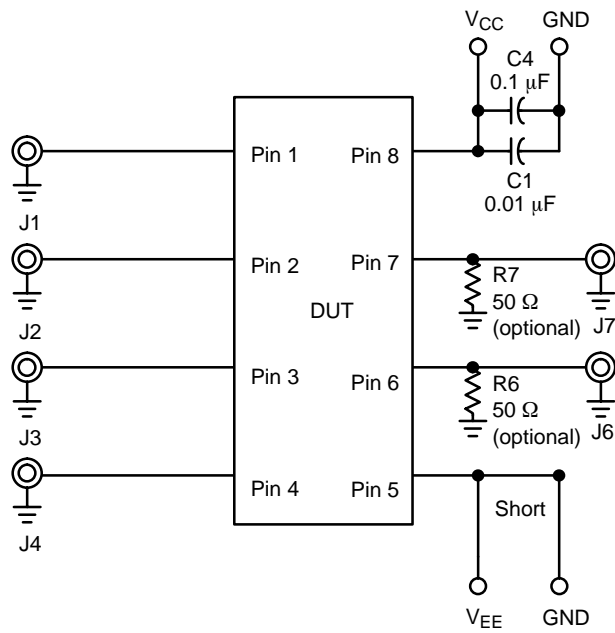 VCC GND
C4
0.1 μF
Pin 1 Pin 8
C1
0.01 μF
J1
Pin 2 Pin 7
R7
50 Ω
(optional)
DUT
J2 J7
Pin 3 Pin 6
R6
50 Ω
(optional)
J3 J6
Pin 4 Pin 5
Short
J4
VEE GND